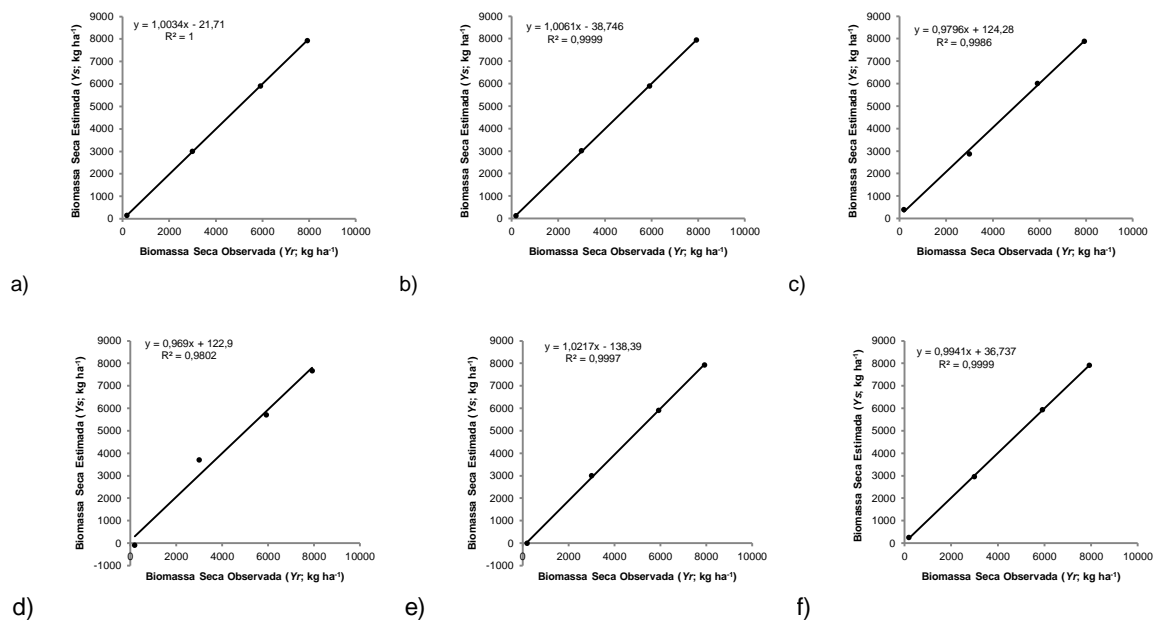 y = 1,0034x - 21,71
R² = 1
Biomassa Seca Estimada (Ys; kg ha⁻¹)
9000
8000
7000
6000
5000
4000
3000
2000
1000
0
0 2000 4000 6000 8000 10000
Biomassa Seca Observada (Yr; kg ha⁻¹)
a)
y = 1,0061x - 38,746
R² = 0,9999
Biomassa Seca Estimada (Ys; kg ha⁻¹)
9000
8000
7000
6000
5000
4000
3000
2000
1000
0
0 2000 4000 6000 8000 10000
Biomassa Seca Observada (Yr; kg ha⁻¹)
b)
y = 0,9796x + 124,28
R² = 0,9986
Biomassa Seca Estimada (Ys; kg ha⁻¹)
9000
8000
7000
6000
5000
4000
3000
2000
1000
0
0 2000 4000 6000 8000 10000
Biomassa Seca Observada (Yr; kg ha⁻¹)
c)
y = 0,969x + 122,9
R² = 0,9802
Biomassa Seca Estimada (Ys; kg ha⁻¹)
9000
8000
7000
6000
5000
4000
3000
2000
1000
0
-1000
0 2000 4000 6000 8000 10000
Biomassa Seca Observada (Yr; kg ha⁻¹)
d)
y = 1,0217x - 138,39
R² = 0,9997
Biomassa Seca Estimada (Ys; kg ha⁻¹)
9000
8000
7000
6000
5000
4000
3000
2000
1000
0
-1000
0 2000 4000 6000 8000 10000
Biomassa Seca Observada (Yr; kg ha⁻¹)
e)
y = 0,9941x + 36,737
R² = 0,9999
Biomassa Seca Estimada (Ys; kg ha⁻¹)
9000
8000
7000
6000
5000
4000
3000
2000
1000
0
0 2000 4000 6000 8000 10000
Biomassa Seca Observada (Yr; kg ha⁻¹)
f)